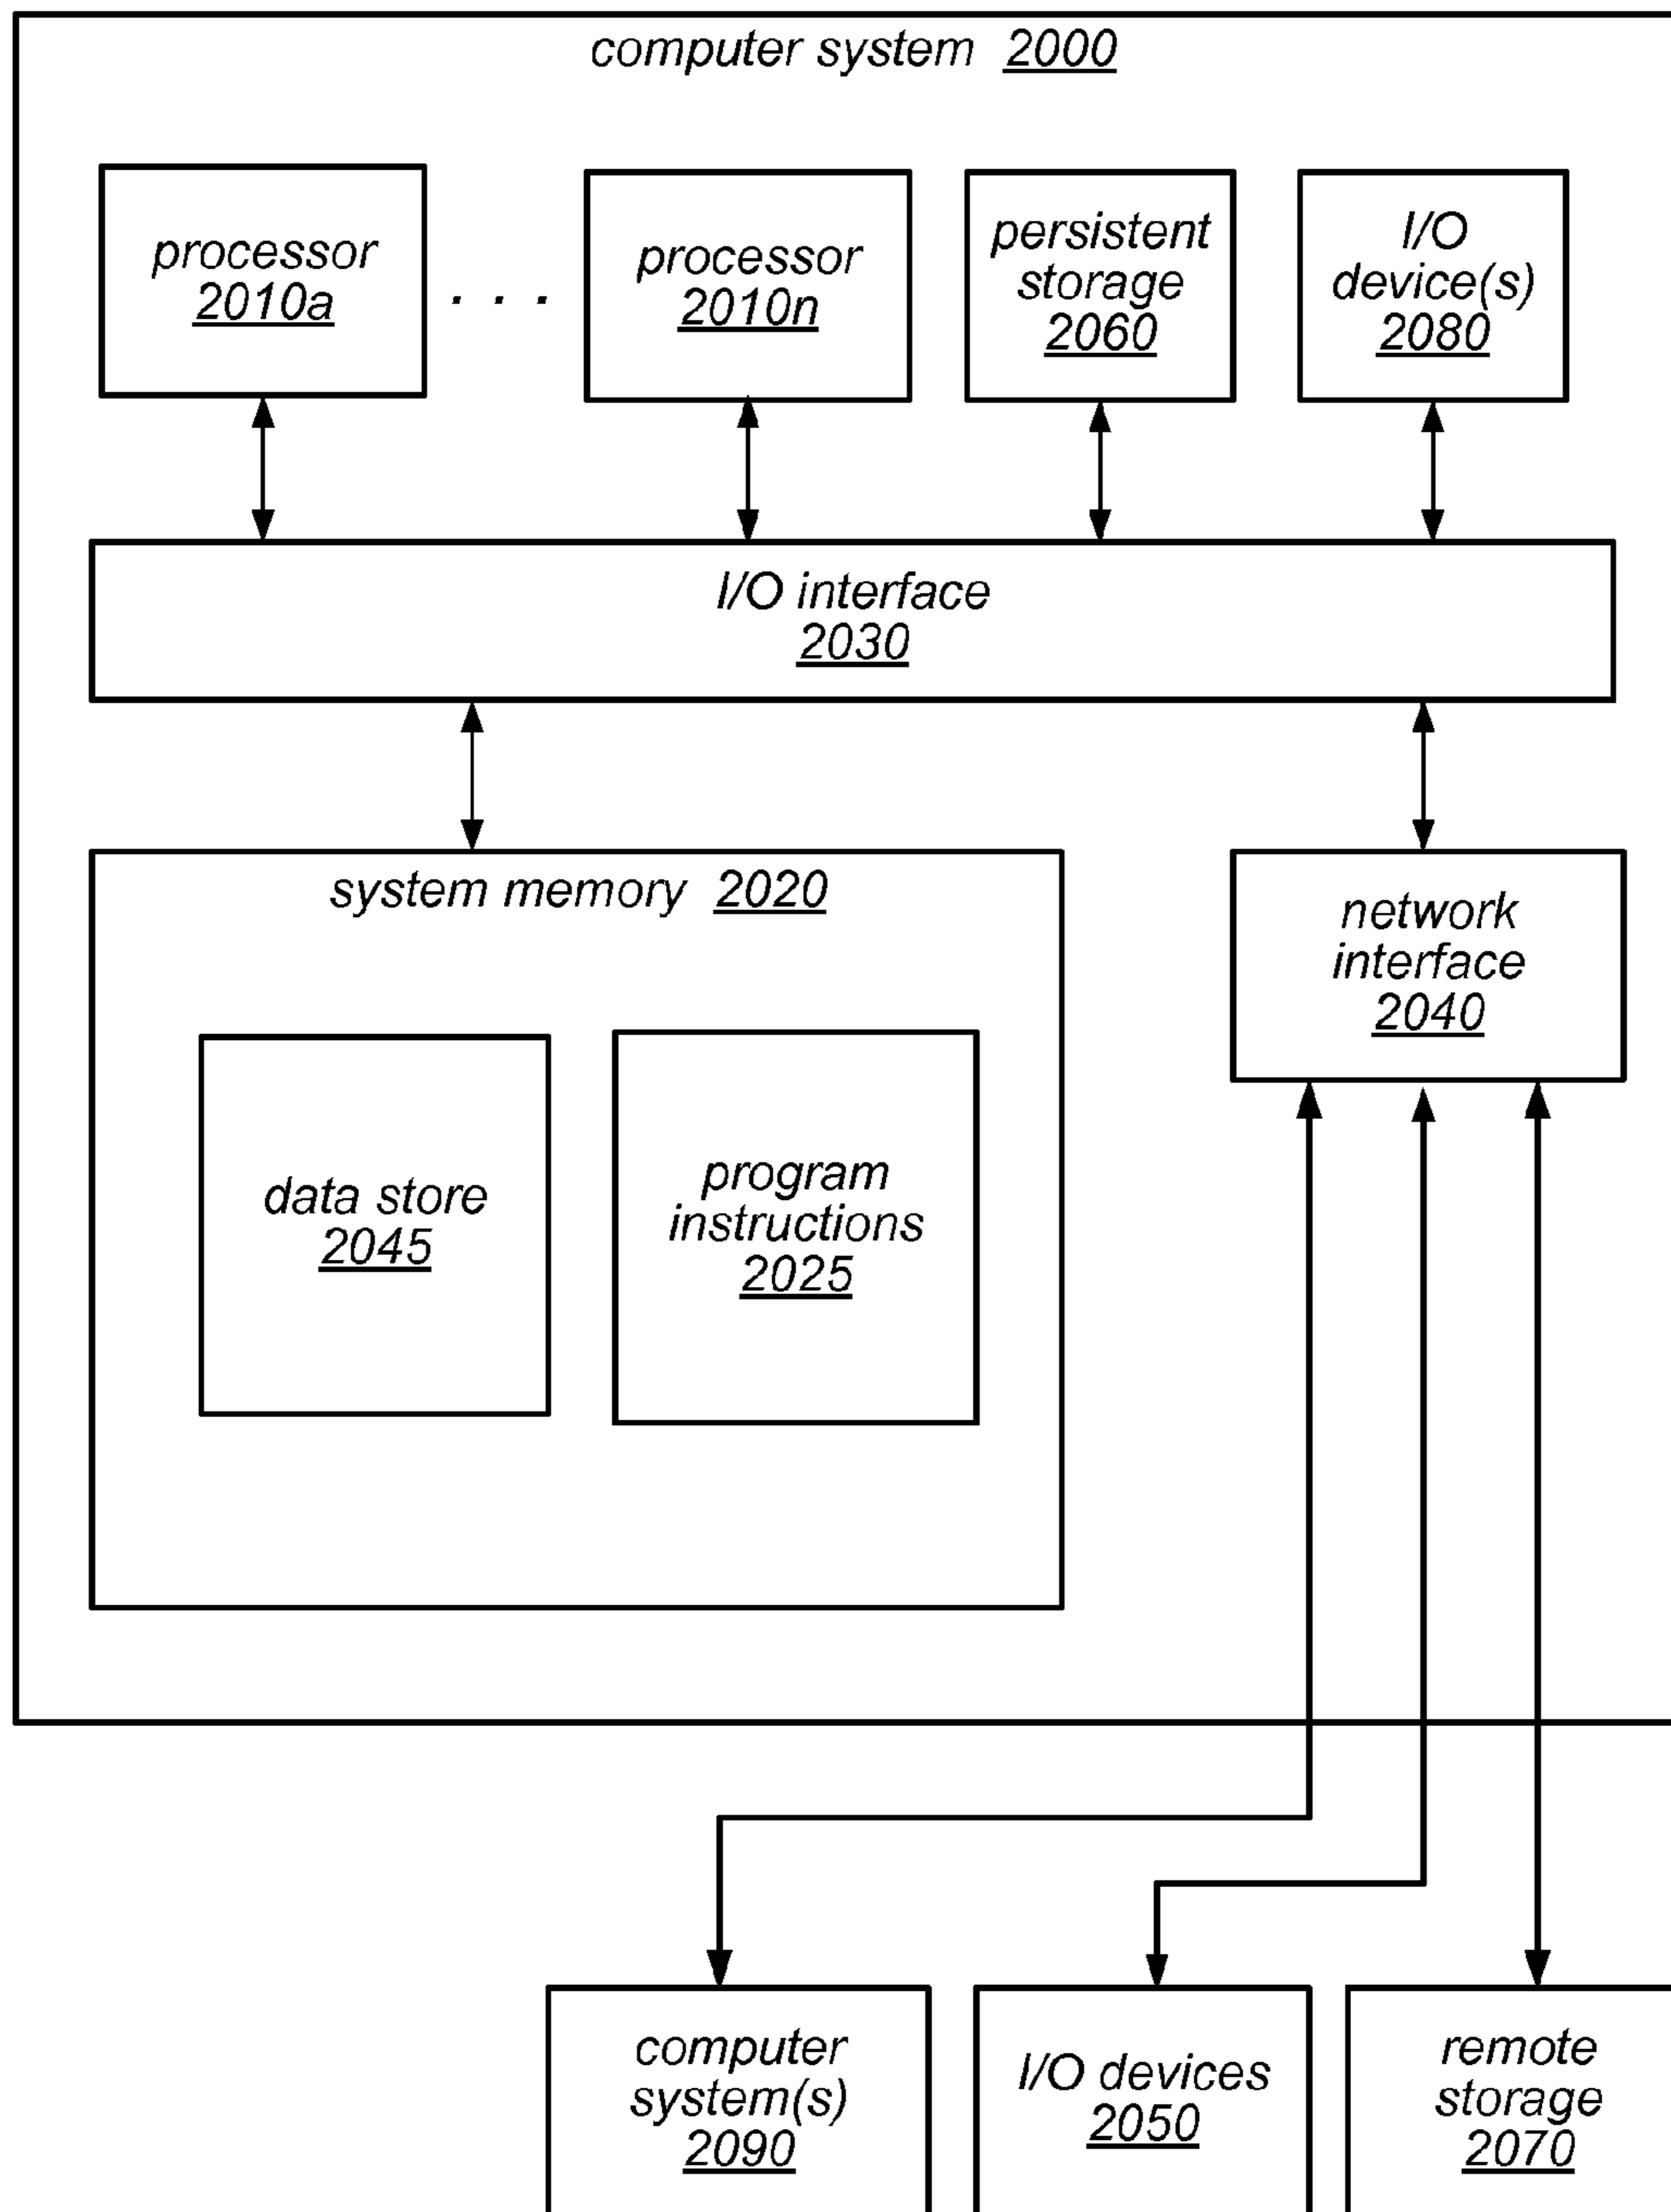 computer system 2000
processor
2010a
. . .
processor
2010n
persistent
storage
2060
I/O
device(s)
2080
I/O interface
2030
system memory 2020
network
interface
2040
data store
2045
program
instructions
2025
computer
system(s)
2090
I/O devices
2050
remote
storage
2070